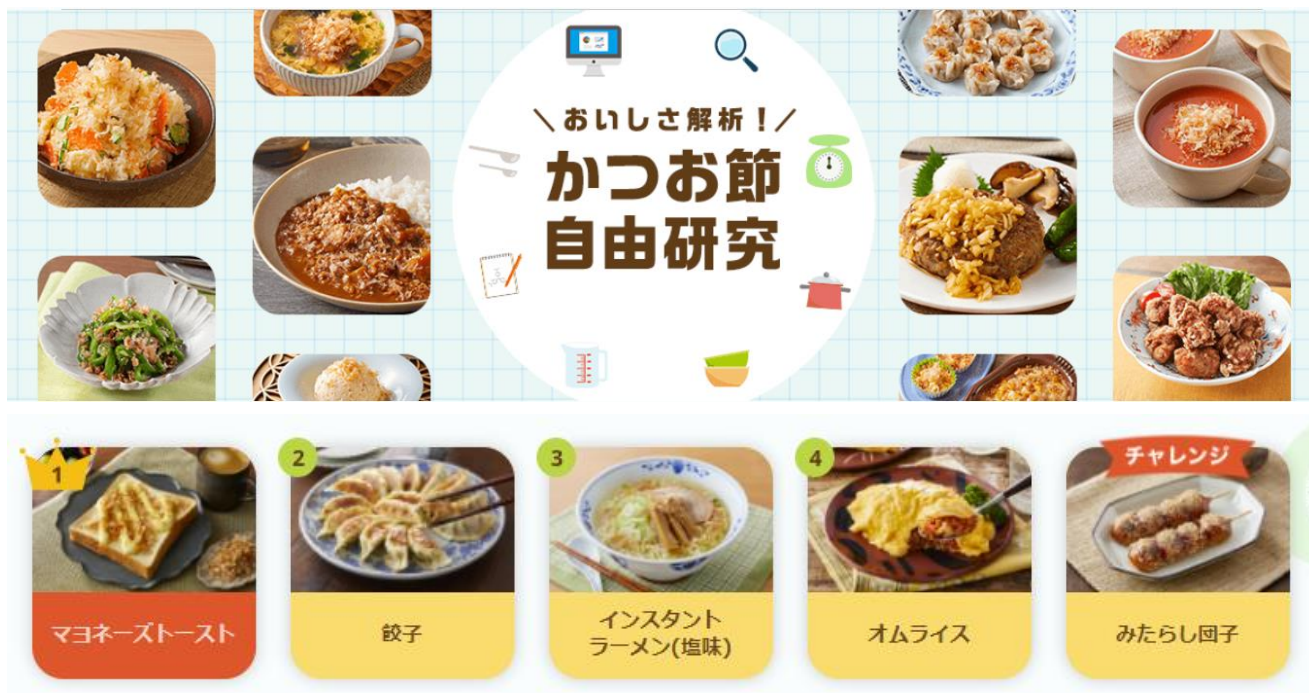 ＼おいしさ解析！／
かつお節
自由研究
1
マヨネーズトースト
2
餃子
3
インスタント
ラーメン(塩味)
4
オムライス
チャレンジ
みたらし団子